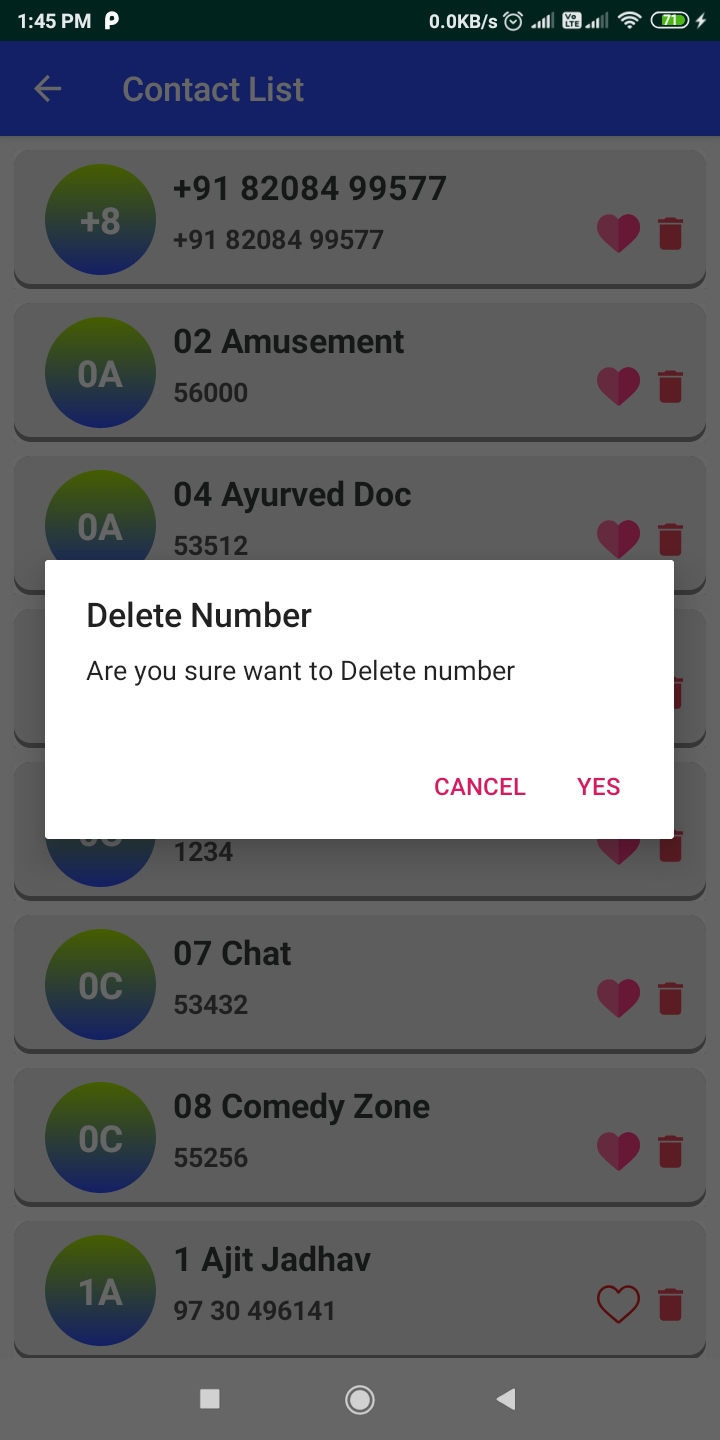 1:45 PM 0.0KB/s Vo LTE 71
Contact List
+8
+91 82084 99577
+91 82084 99577
0A
02 Amusement
56000
0A
04 Ayurved Doc
53512
Delete Number
Are you sure want to Delete number
CANCEL YES
1234
0C
07 Chat
53432
0C
08 Comedy Zone
55256
1A
1 Ajit Jadhav
97 30 496141